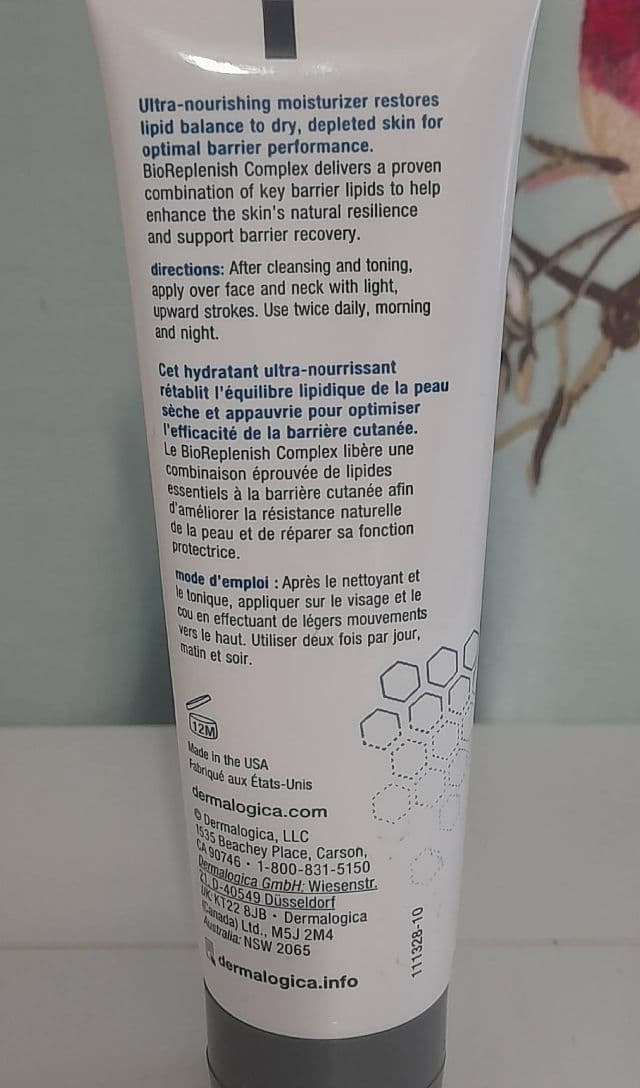 Ultra-nourishing moisturizer restores
lipid balance to dry, depleted skin for
optimal barrier performance.
BioReplenish Complex delivers a proven
combination of key barrier lipids to help
enhance the skin's natural resilience
and support barrier recovery.
directions: After cleansing and toning,
apply over face and neck with light,
upward strokes. Use twice daily, morning
and night.
Cet hydratant ultra-nourrissant
rétablit l'équilibre lipidique de la peau
sèche et appauvrie pour optimiser
l'efficacité de la barrière cutanée.
Le BioReplenish Complex libère une
combinaison éprouvée de lipides
essentiels à la barrière cutanée afin
d'améliorer la résistance naturelle
de la peau et de réparer sa fonction
protectrice.
mode d'emploi : Après le nettoyant et
le tonique, appliquer sur le visage et le
cou en effectuant de légers mouvements
vers le haut. Utiliser deux fois par jour,
matin et soir.
12M
Made in the USA
Fabriqué aux États-Unis
dermalogica.com
© Dermalogica, LLC
1535 Beachey Place, Carson,
CA 90746 • 1-800-831-5150
Dermalogica GmbH: Wiesenstr.
21, D-40549 Düsseldorf
UK: KT22 8JB • Dermalogica
(Canada) Ltd., M5J 2M4
Australia: NSW 2065
dermalogica.info
111328-10